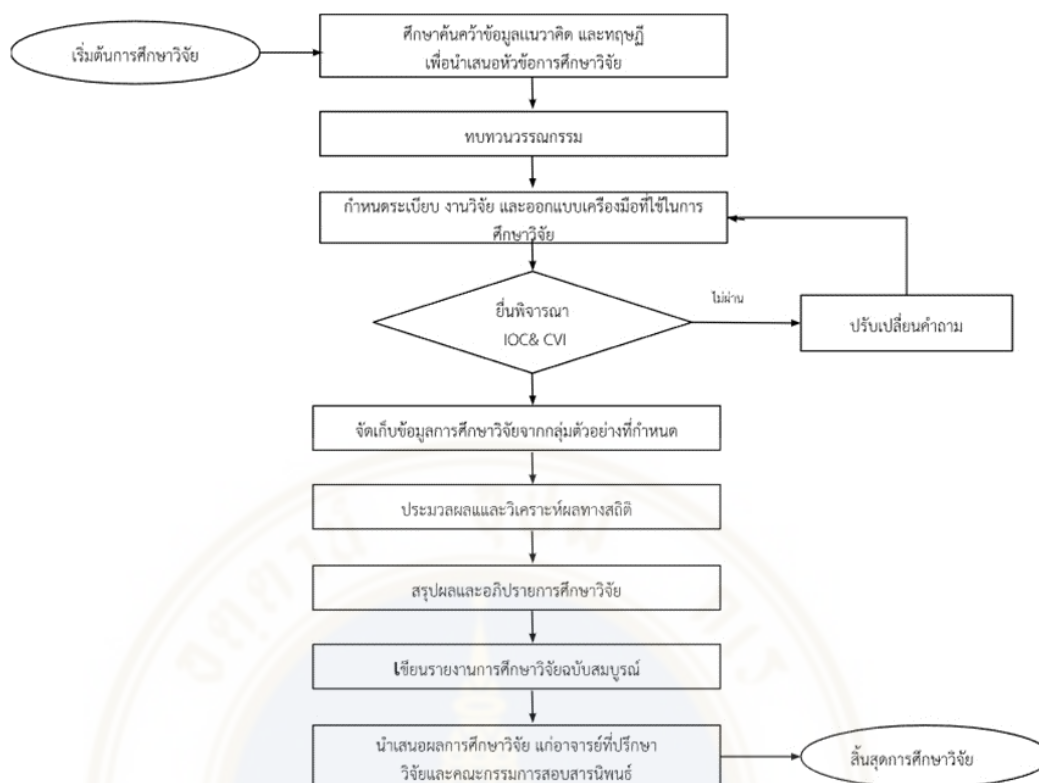 เริ่มต้นการศึกษาวิจัย
ศึกษาค้นคว้าข้อมูลแนวาคิด และทฤษฏี
เพื่อนำเสนอหัวข้อการศึกษาวิจัย
ทบทวนวรรณกรรม
กำหนดระเบียบ งานวิจัย และออกแบบเครื่องมือที่ใช้ในการ
ศึกษาวิจัย
ยื่นพิจารณา
IOC& CVI
ไม่ผ่าน
ปรับเปลี่ยนคำถาม
จัดเก็บข้อมูลการศึกษาวิจัยจากกลุ่มตัวอย่างที่กำหนด
ประมวลผลแและวิเคราะห์ผลทางสถิติ
สรุปผลและอภิปรายการศึกษาวิจัย
เขียนรายงานการศึกษาวิจัยฉบับสมบูรณ์
นำเสนอผลการศึกษาวิจัย แก่อาจารย์ที่ปรึกษา
วิจัยและคณะกรรมการสอบสารนิพนธ์
สิ้นสุดการศึกษาวิจัย